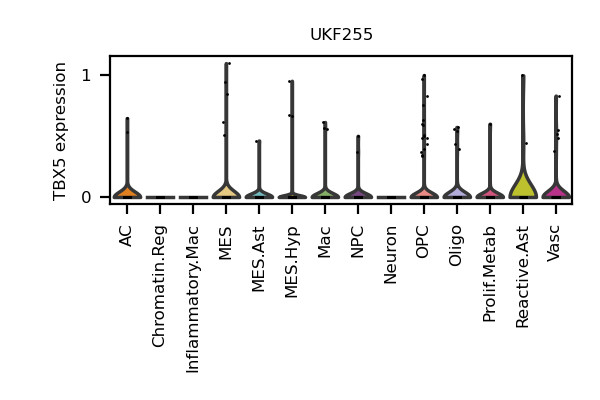 UKF255
TBX5 expression
1
0
AC
Chromatin.Reg
Inflammatory.Mac
MES
MES.Ast
MES.Hyp
Mac
NPC
Neuron
OPC
Oligo
Prolif.Metab
Reactive.Ast
Vasc